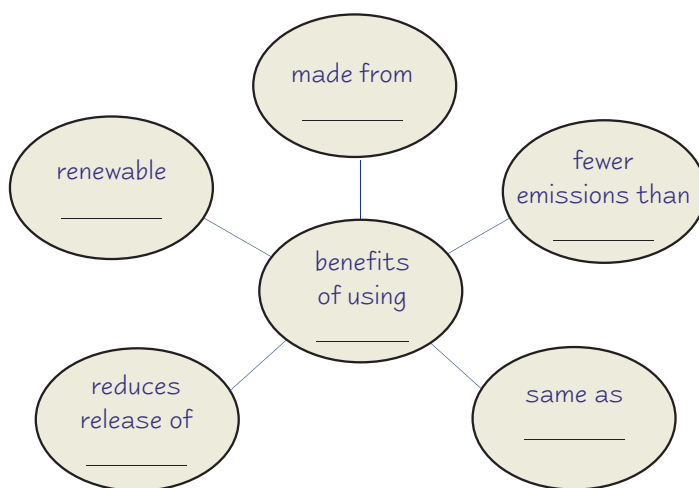 made from
renewable
fewer
emissions than
benefits
of using
reduces
release of
same as